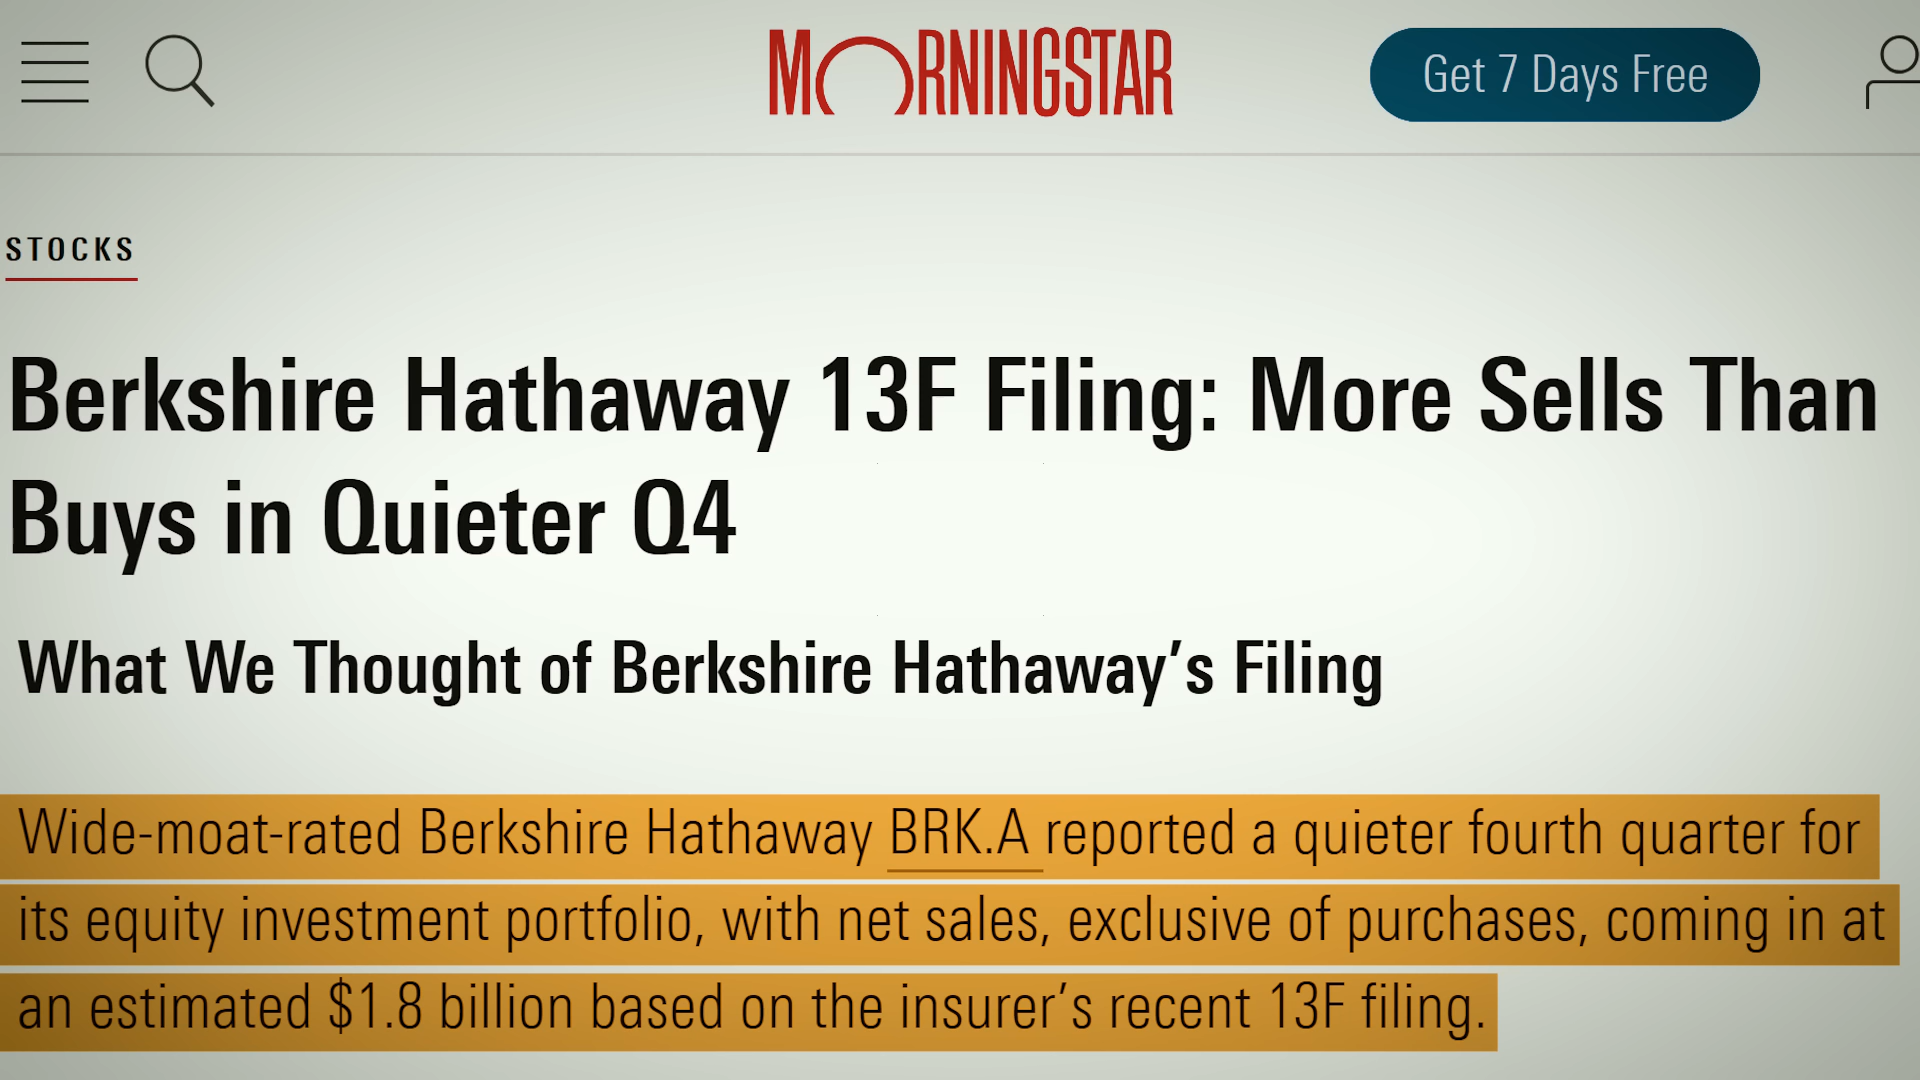 MORNINGSTAR
Get 7 Days Free
STOCKS
Berkshire Hathaway 13F Filing: More Sells Than
Buys in Quieter Q4
What We Thought of Berkshire Hathaway’s Filing
Wide-moat-rated Berkshire Hathaway BRK.A reported a quieter fourth quarter for
its equity investment portfolio, with net sales, exclusive of purchases, coming in at
an estimated $1.8 billion based on the insurer’s recent 13F filing.